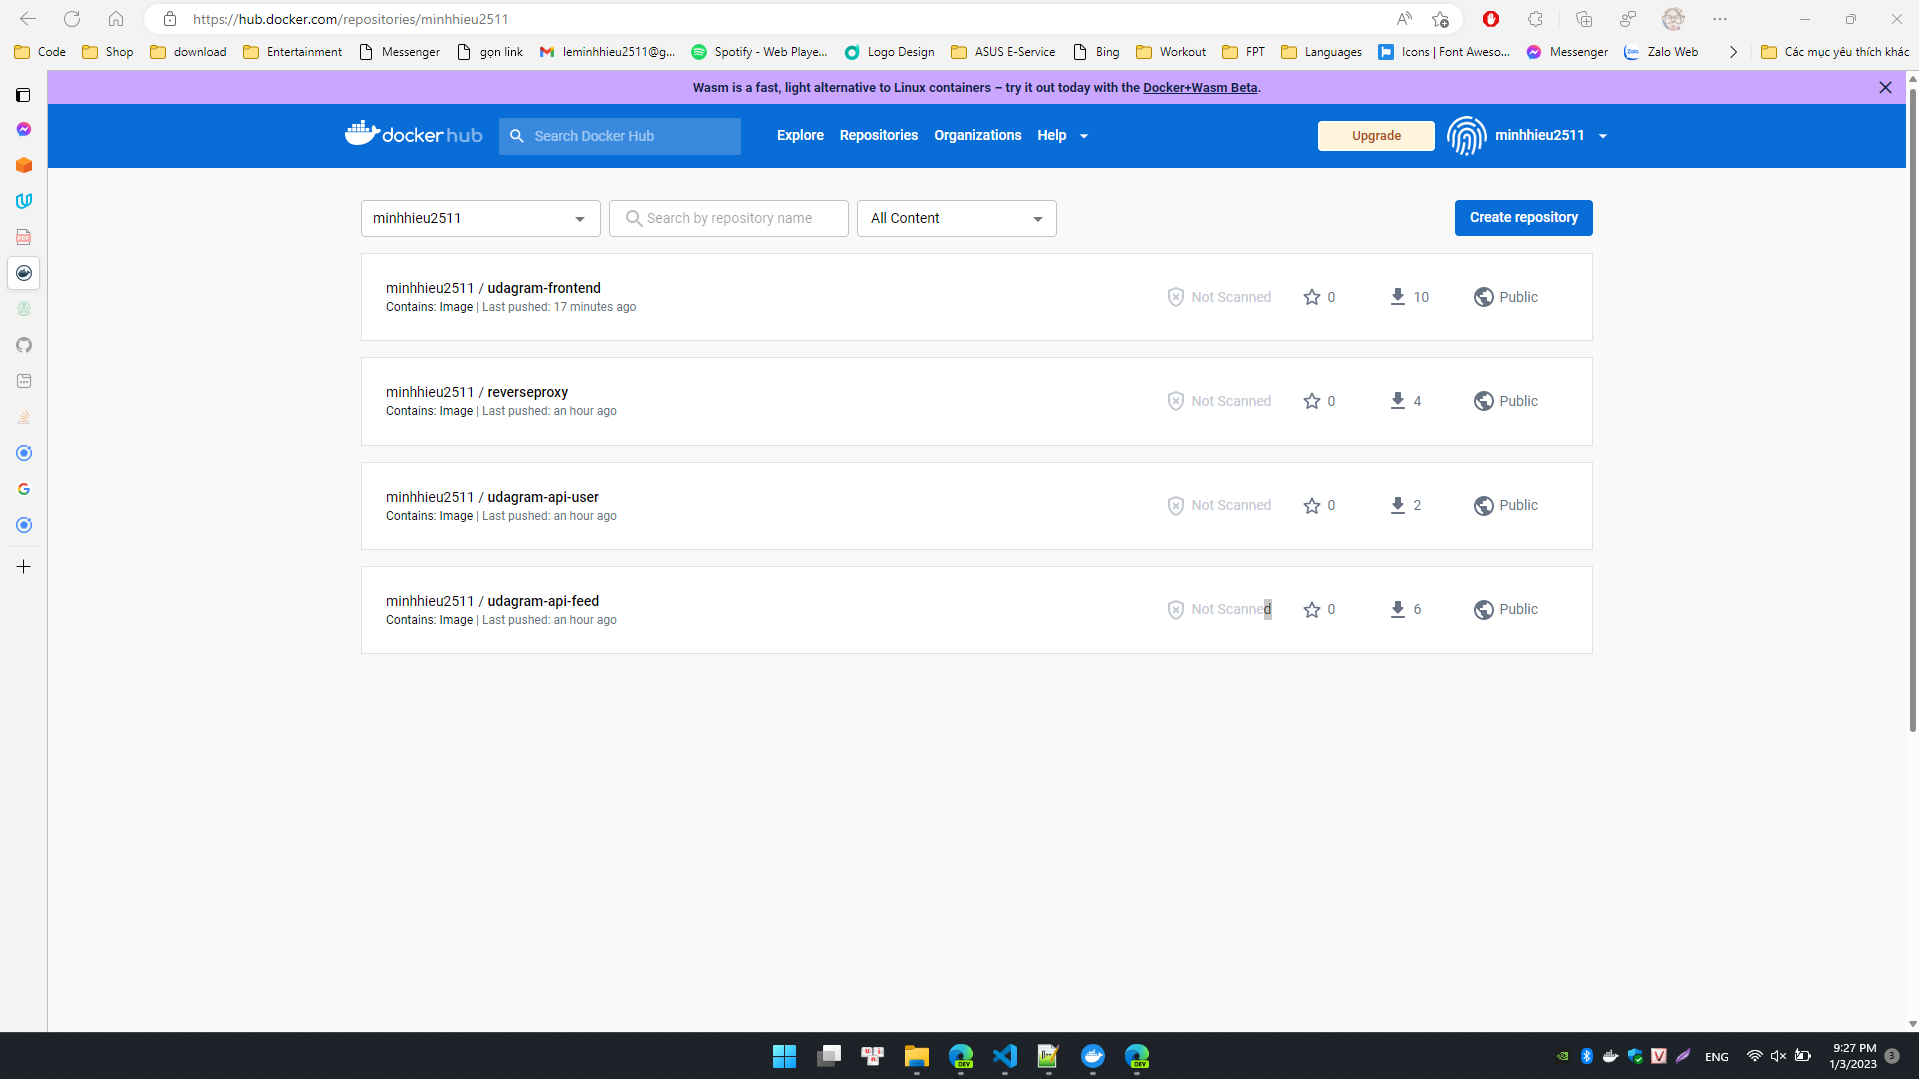 https://hub.docker.com/repositories/minhhieu2511
Code Shop download Entertainment Messenger gọn link leminhhieu2511@g... Spotify - Web Playe... Logo Design ASUS E-Service Bing Workout FPT Languages Icons | Font Aweso... Messenger Zalo Web Các mục yêu thích khác
Wasm is a fast, light alternative to Linux containers – try it out today with the Docker+Wasm Beta.
dockerhub Search Docker Hub Explore Repositories Organizations Help Upgrade minhhieu2511
minhhieu2511 Search by repository name All Content Create repository
minhhieu2511 / udagram-frontend
Contains: Image | Last pushed: 17 minutes ago
Not Scanned 0 10 Public
minhhieu2511 / reverseproxy
Contains: Image | Last pushed: an hour ago
Not Scanned 0 4 Public
minhhieu2511 / udagram-api-user
Contains: Image | Last pushed: an hour ago
Not Scanned 0 2 Public
minhhieu2511 / udagram-api-feed
Contains: Image | Last pushed: an hour ago
Not Scanned 0 6 Public
DEV DEV ENG 9:27 PM 3
1/3/2023